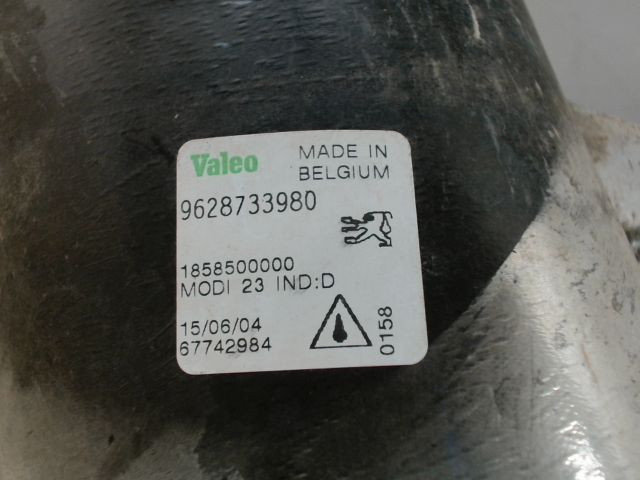 Valeo
MADE IN
BELGIUM
9628733980
1858500000
MODI 23 IND:D
15/06/04
67742984
0158